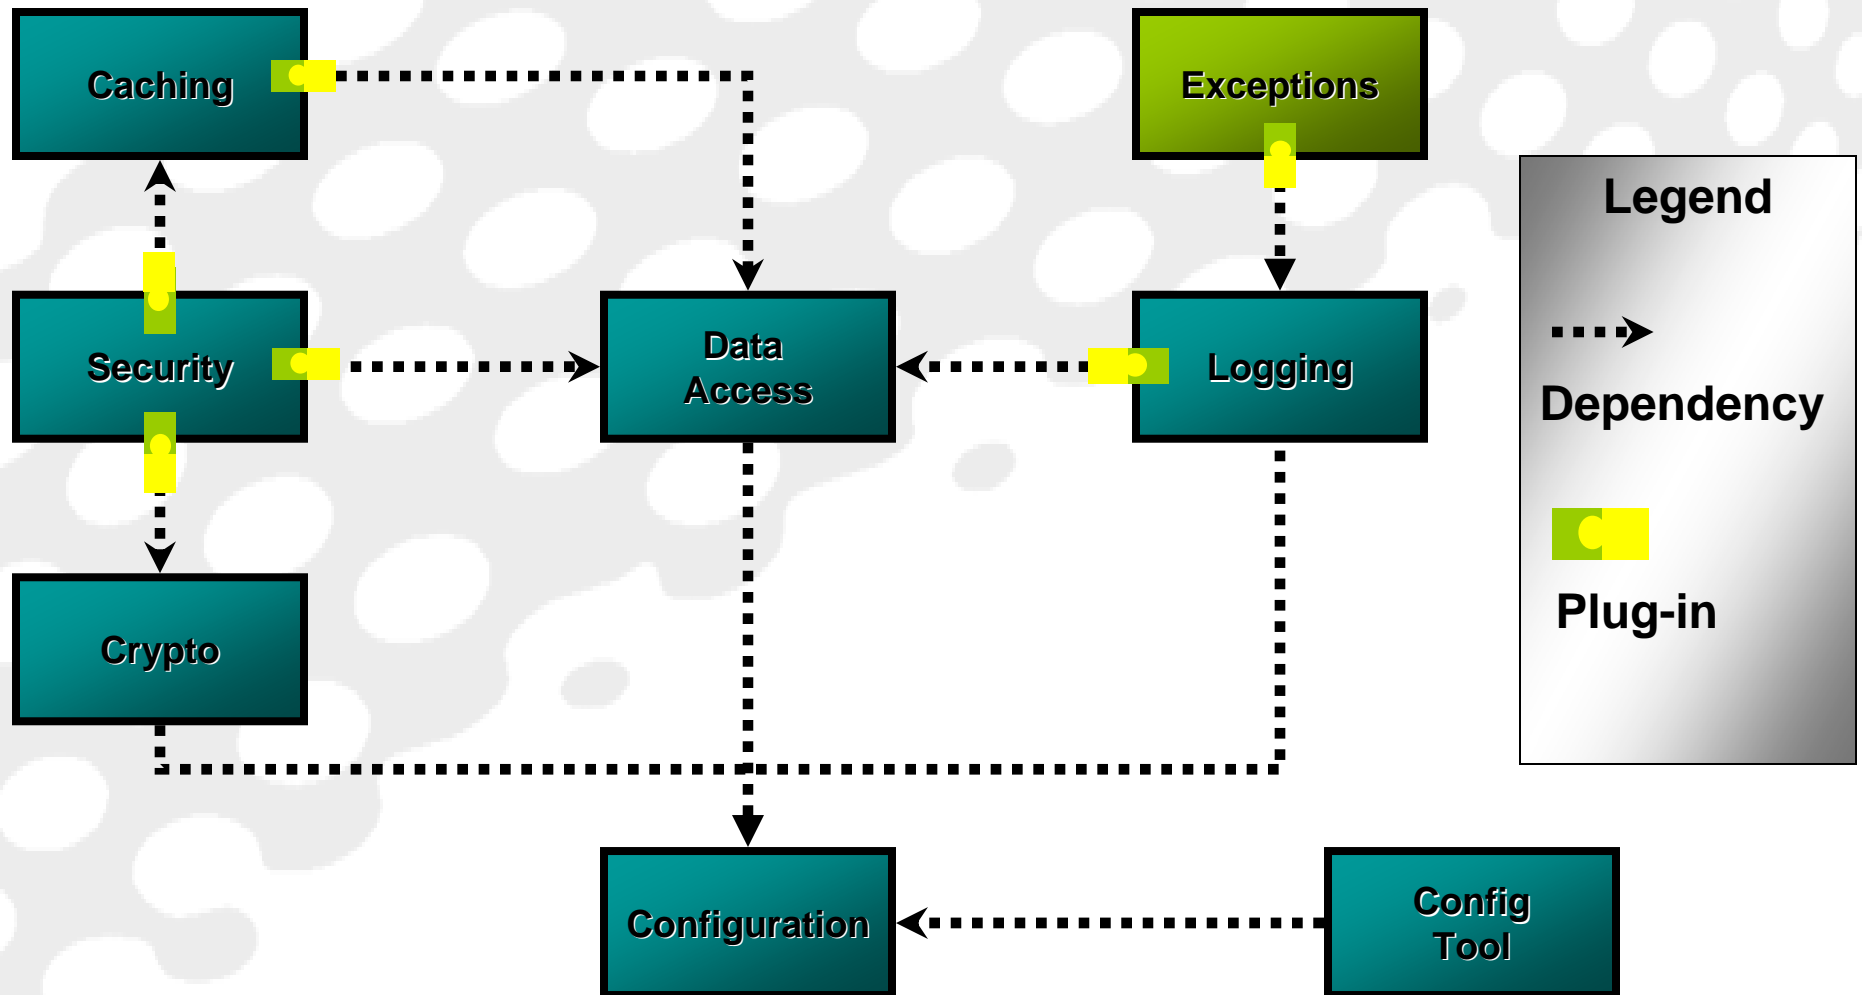 Caching
Exceptions
Legend
Security
Data
Access
Logging
Dependency
Plug-in
Crypto
Configuration
Config
Tool